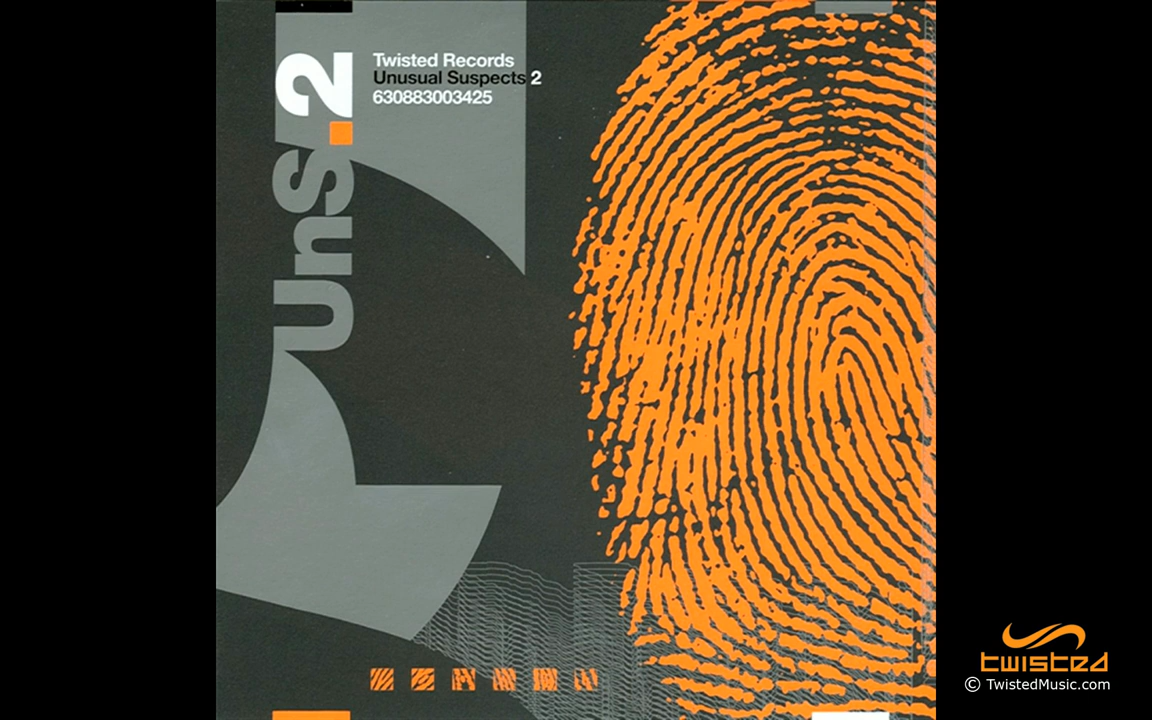 Uns.2
Twisted Records
Unusual Suspects 2
630883003425
twisted
© TwistedMusic.com